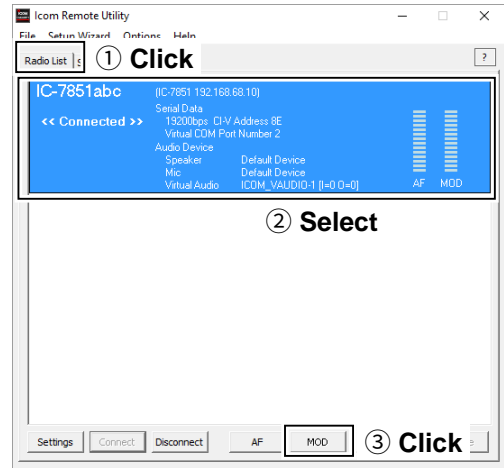 Icom Remote Utility
File Setup Wizard Options Help
Radio List
① Click
?
IC-7851abc (IC-7851 192.168.68.10)
<< Connected >>
Serial Data
19200bps CI-V Address 8E
Virtual COM Port Number 2
Audio Device
Speaker Default Device
Mic Default Device
Virtual Audio ICOM_VAUDIO-1 [I=0 O=0]
AF MOD
② Select
Settings Connect Disconnect AF MOD ③ Click